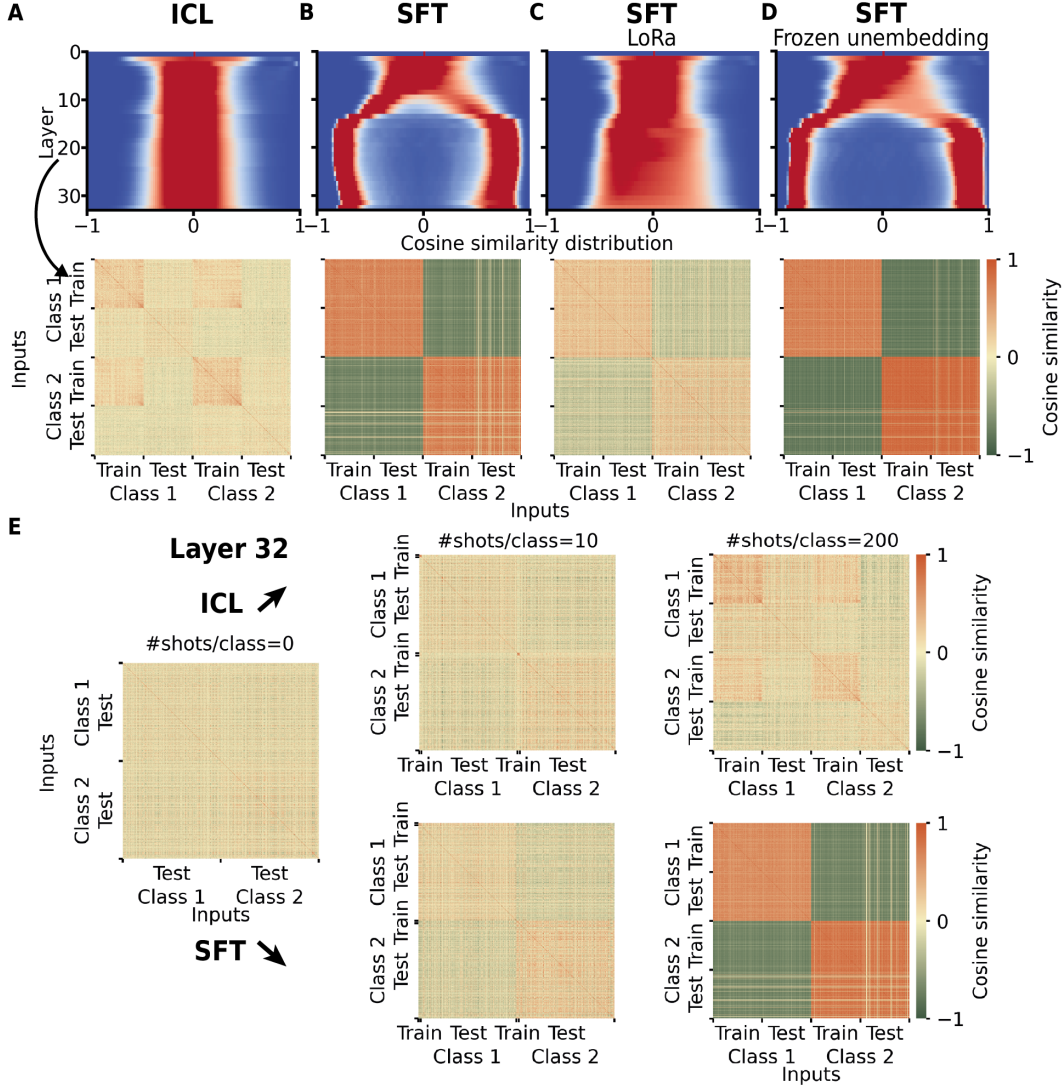 A
ICL
B
SFT
C
SFT
LoRa
D
SFT
Frozen unembedding
Layer
0
10
20
30
−1
0
1
−1
0
1
−1
0
1
−1
0
1
Cosine similarity distribution
Inputs
Class 1
Train
Test
Class 2
Train
Test
Train Test
Class 1
Train Test
Class 2
Train Test
Class 1
Train Test
Class 2
Train Test
Class 1
Train Test
Class 2
Train Test
Class 1
Train Test
Class 2
Inputs
1
0
−1
Cosine similarity
E
Layer 32
ICL
#shots/class=0
Inputs
Class 1
Test
Class 2
Test
Test
Class 1
Test
Class 2
Inputs
SFT
#shots/class=10
Class 1
Train
Test
Class 2
Train
Test
Train Test
Class 1
Train Test
Class 2
#shots/class=200
Class 1
Train
Test
Class 2
Train
Test
Train Test
Class 1
Train Test
Class 2
1
0
−1
Cosine similarity
Class 1
Train
Test
Class 2
Train
Test
Train Test
Class 1
Train Test
Class 2
Class 1
Train
Test
Class 2
Train
Test
Train Test
Class 1
Train Test
Class 2
Inputs
1
0
−1
Cosine similarity